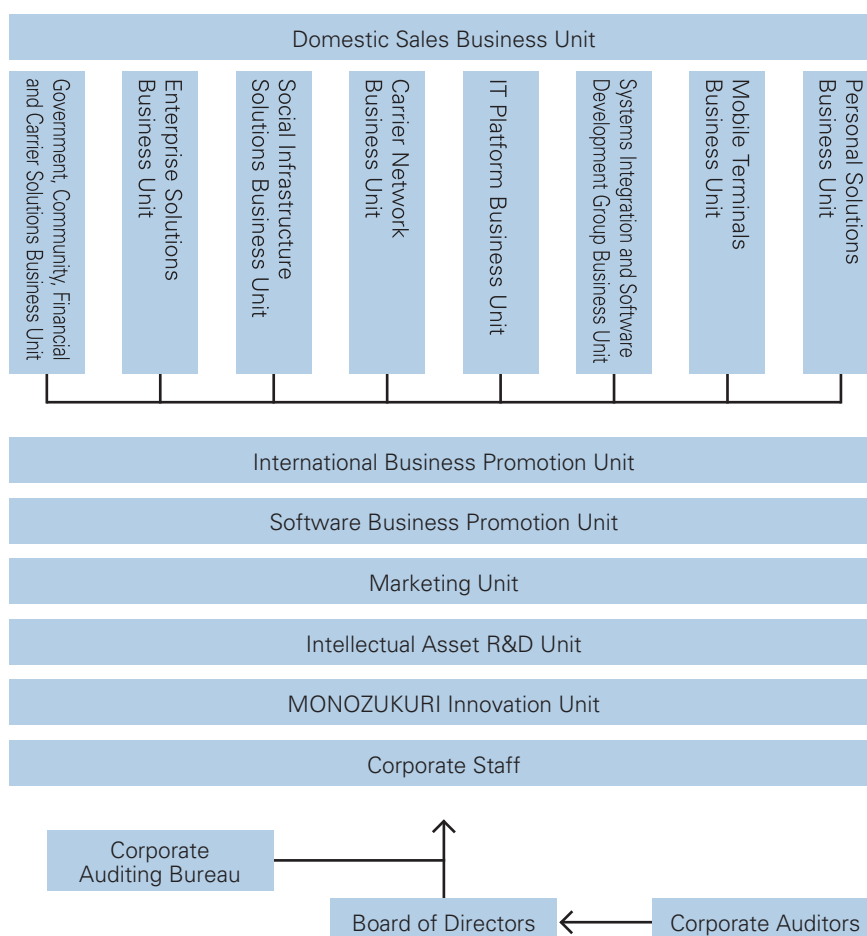 Domestic Sales Business Unit
Government, Community, Financial
and Carrier Solutions Business Unit
Enterprise Solutions
Business Unit
Social Infrastructure
Solutions Business Unit
Carrier Network
Business Unit
IT Platform Business Unit
Systems Integration and Software
Development Group Business Unit
Mobile Terminals
Business Unit
Personal Solutions
Business Unit
International Business Promotion Unit
Software Business Promotion Unit
Marketing Unit
Intellectual Asset R&D Unit
MONOZUKURI Innovation Unit
Corporate Staff
Corporate
Auditing Bureau
Board of Directors
Corporate Auditors